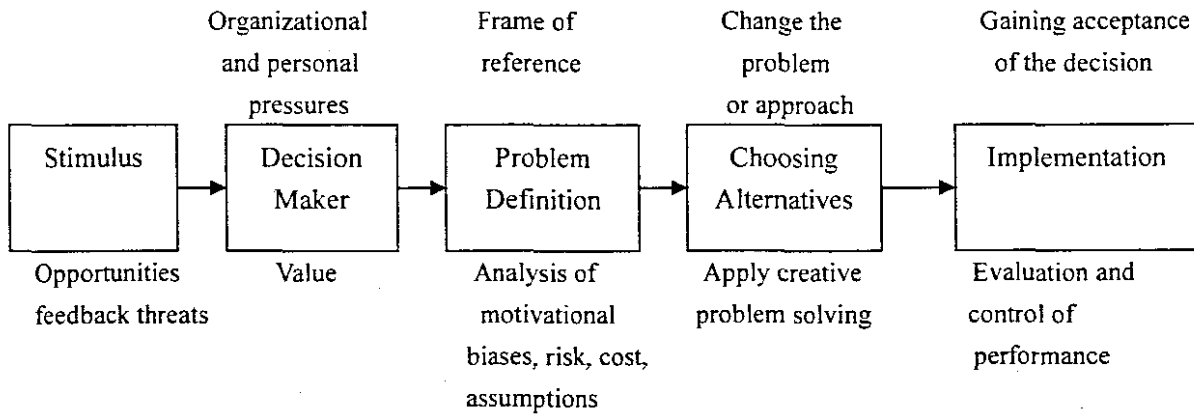 Organizational
and personal
pressures
Frame of
reference
Change the
problem
or approach
Gaining acceptance
of the decision
Stimulus
Decision
Maker
Problem
Definition
Choosing
Alternatives
Implementation
Opportunities
feedback threats
Value
Analysis of
motivational
biases, risk, cost,
assumptions
Apply creative
problem solving
Evaluation and
control of
performance